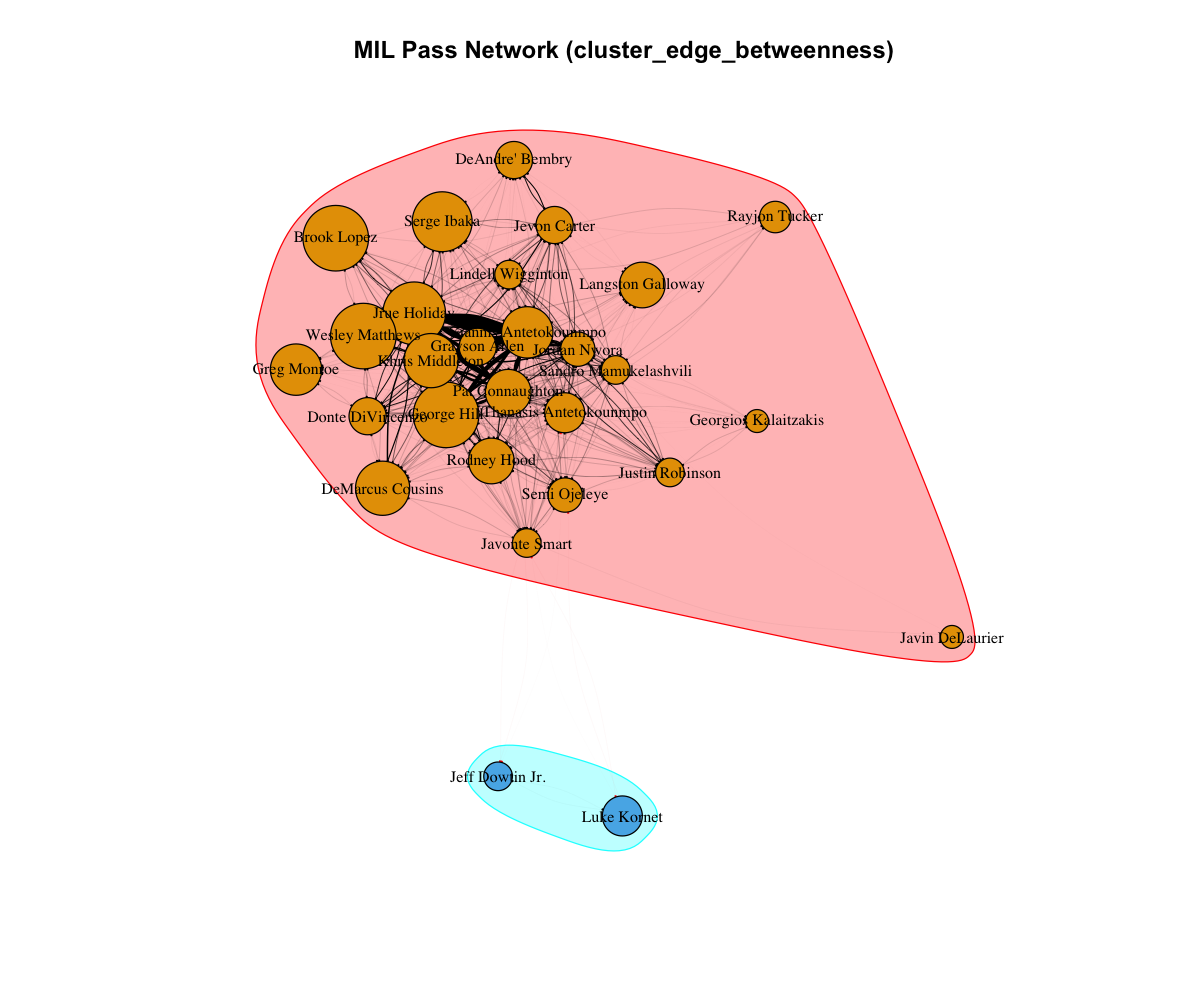 MIL Pass Network (cluster_edge_betweenness)
DeAndre' Bembry
Rayjon Tucker
Serge Ibaka
Jevon Carter
Brook Lopez
Lindell Wigginton
Langston Galloway
Jrue Holiday
Antetokounmpo
Wesley Matthews
Grayson Allen
Jordan Nwora
Khris Middleton
Greg Monroe
Sandro Mamukelashvili
Pat Connaughton
Donte DiVincenzo
George Hill
Thanasis Antetokounmpo
Georgios Kalaitzakis
Rodney Hood
Justin Robinson
DeMarcus Cousins
Semi Ojeleye
Javonte Smart
Javin DeLaurier
Jeff Dowtin Jr.
Luke Kornet